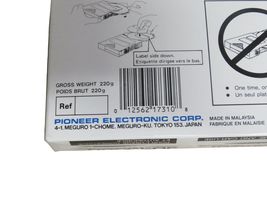 Label side down.
Etiquette dirigée vers le bas.
GROSS WEIGHT 220g
POIDS BRUT 220g
Ref
0 12562 17310 8
One time, o
Un seul plat
PIONEER ELECTRONIC CORP.
4-1, MEGURO 1-CHOME, MEGURO-KU, TOKYO 153, JAPAN
MADE IN MALAYSIA
FABRIQUE EN MALAISIE